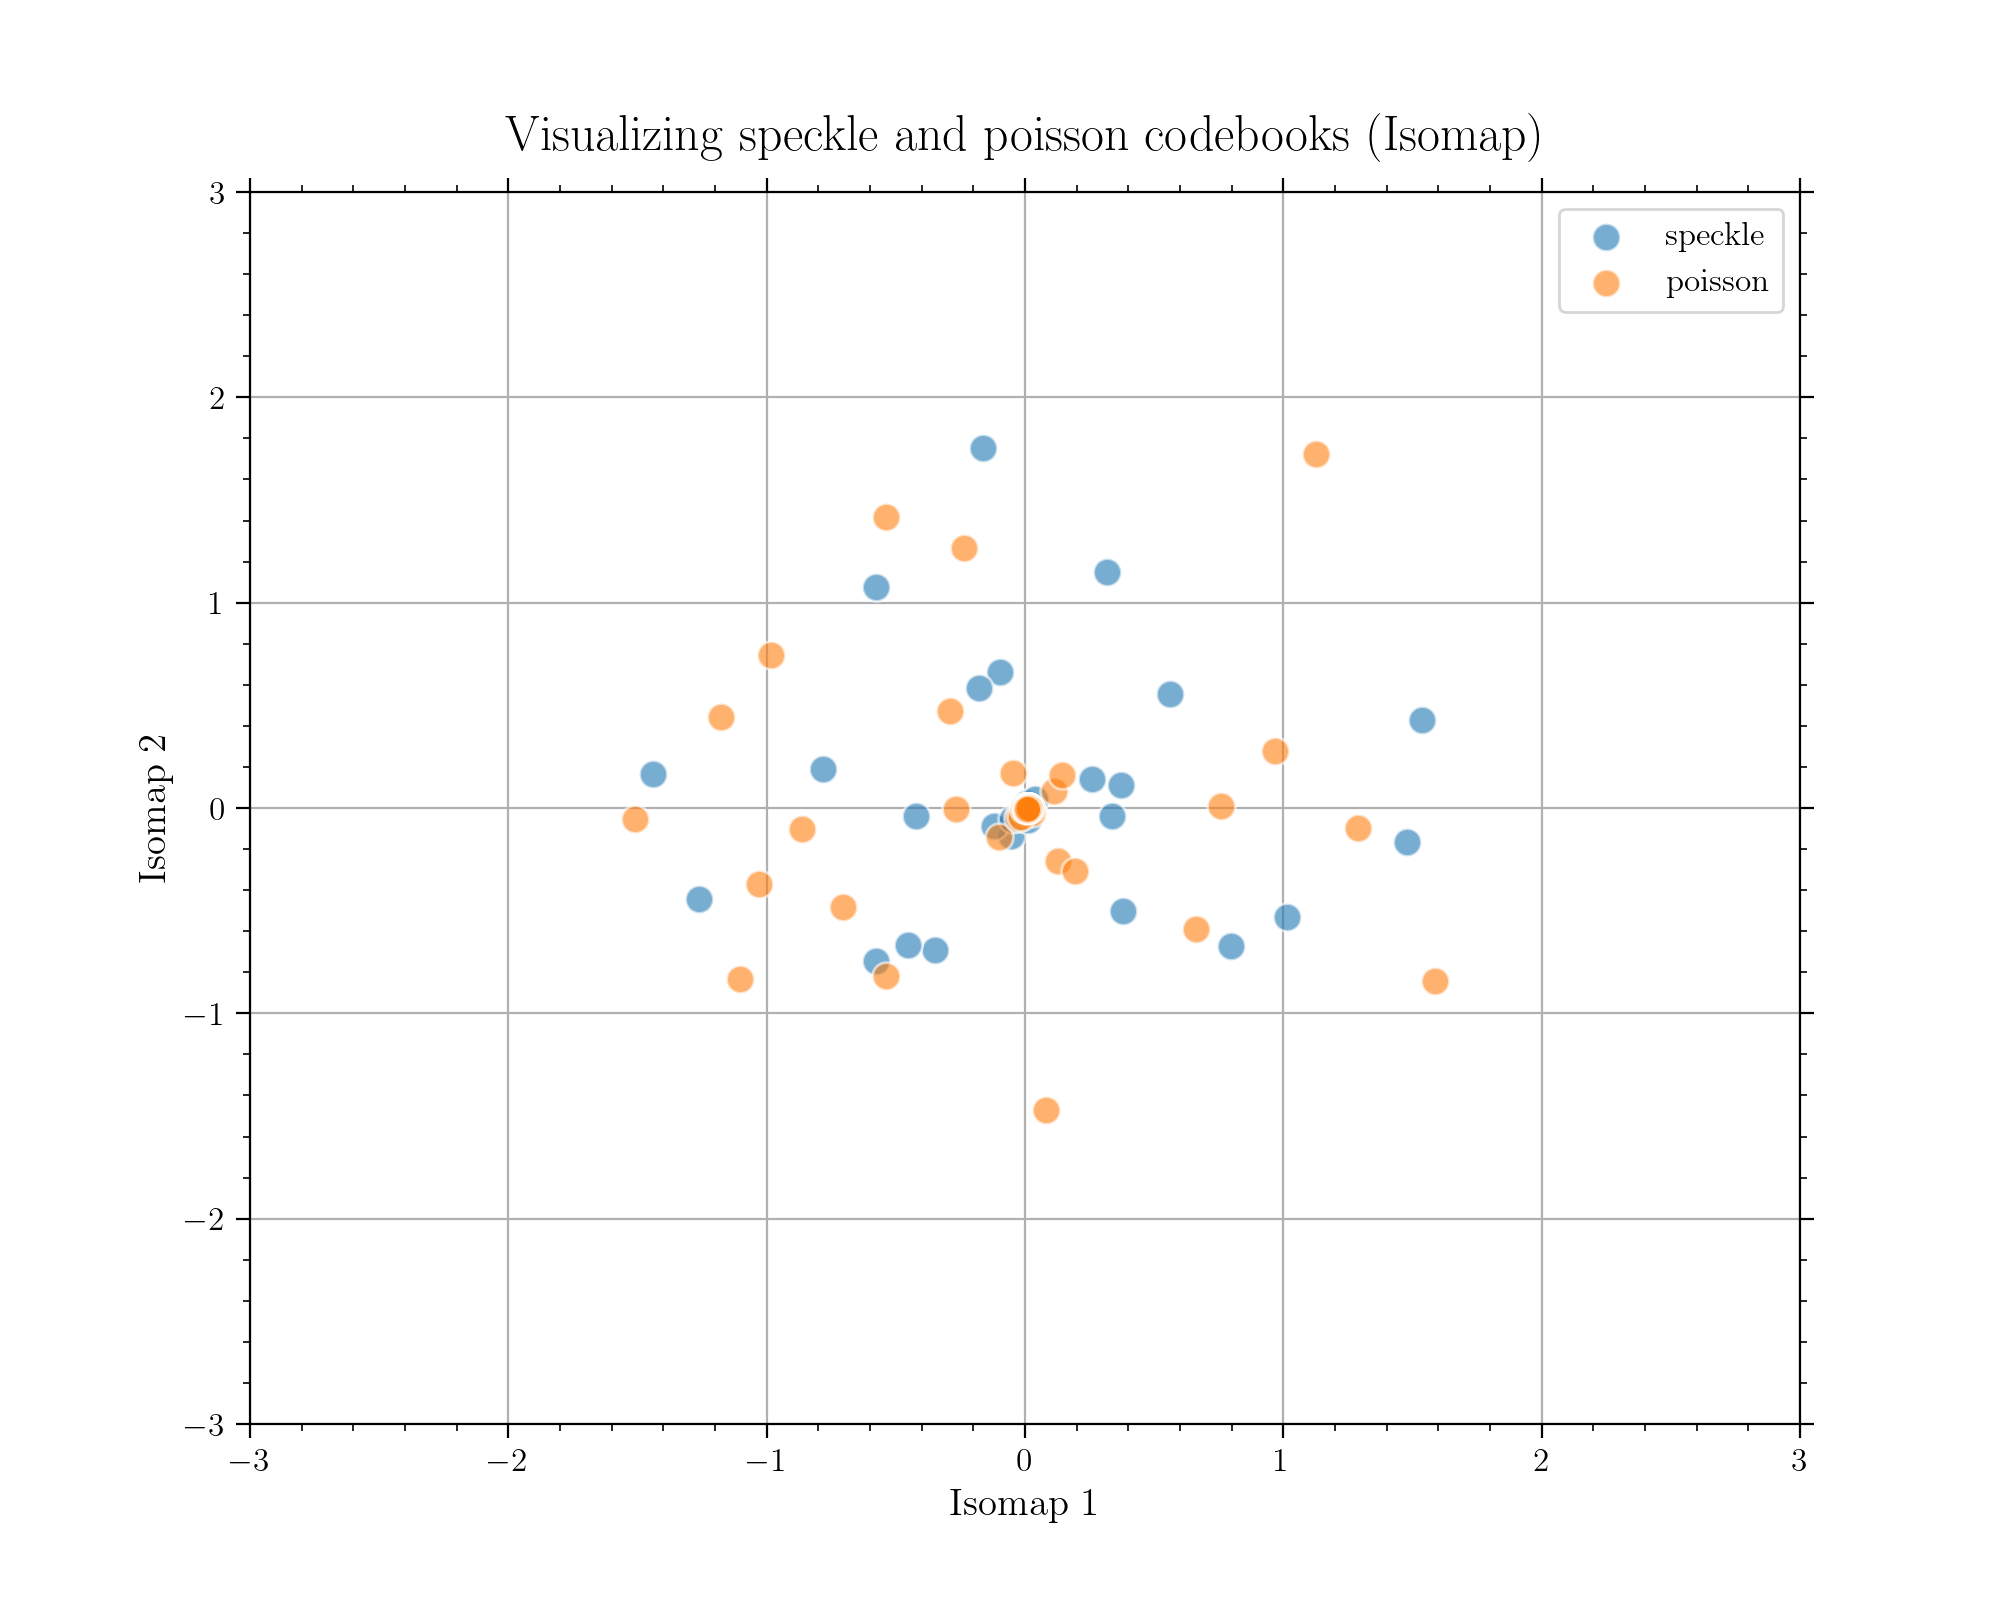 Visualizing speckle and poisson codebooks (Isomap)
speckle
poisson
3
2
1
0
−1
−2
−3
Isomap 2
−3
−2
−1
0
1
2
3
Isomap 1